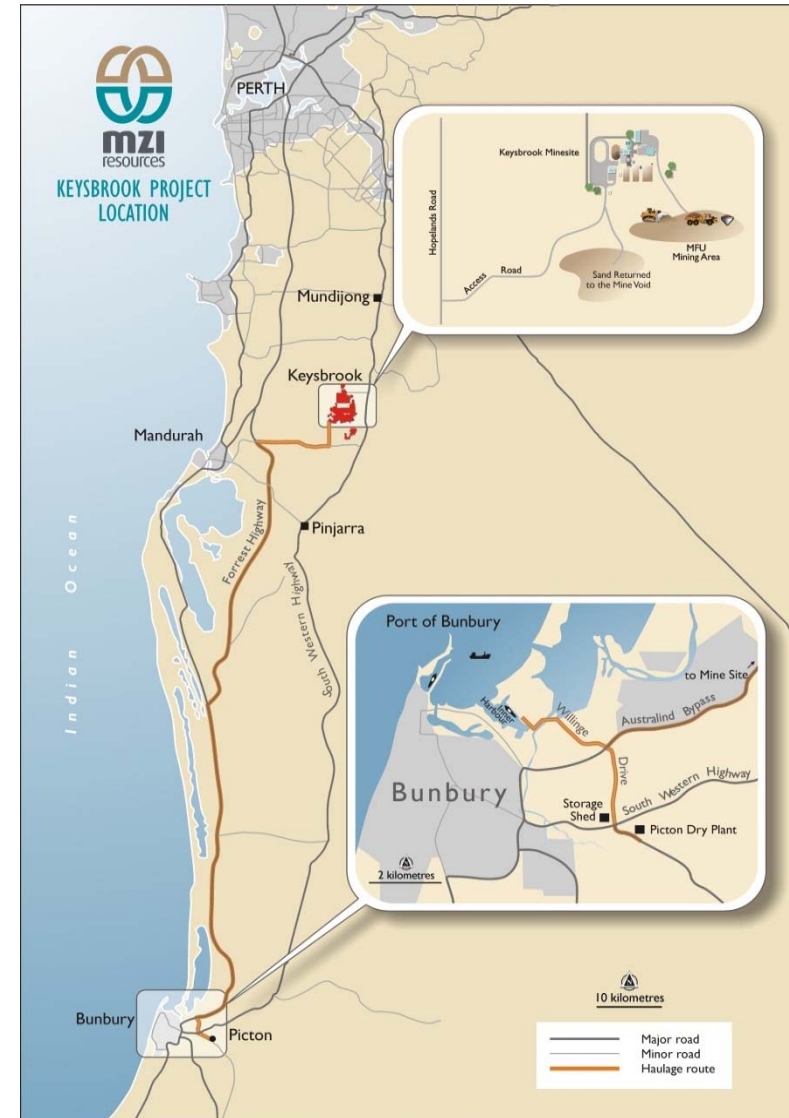 mzi
resources
KEYSBROOK PROJECT
LOCATION
PERTH
Keysbrook Minesite
Hopelands Road
Access
Road
Sand Returned
to the Mine Void
MFU
Mining Area
Mundijong
Keysbrook
Mandurah
Pinjarra
Forrest Highway
South Western Highway
Indian Ocean
Port of Bunbury
to Mine Site
Inner
Harbour
Willinge
Drive
Australind Bypass
Bunbury
South Western Highway
Storage
Shed
Picton Dry Plant
2 kilometres
Bunbury
Picton
10 kilometres
Major road
Minor road
Haulage route